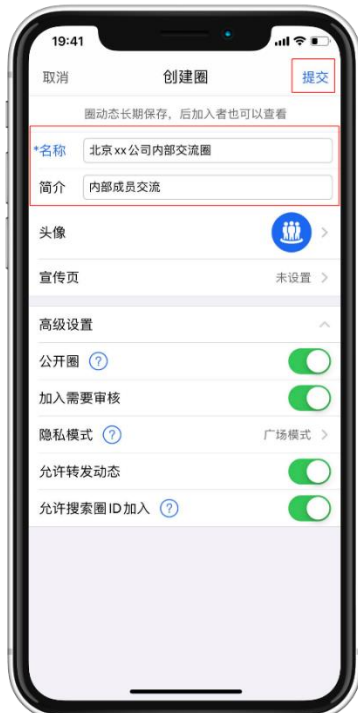 19:41
取消 创建圈 提交
圈动态长期保存，后加入者也可以查看
*名称 北京xx公司内部交流圈
简介 内部成员交流
头像
宣传页 未设置
高级设置
公开圈 ?
加入需要审核
隐私模式 ? 广场模式
允许转发动态
允许搜索圈ID加入 ?